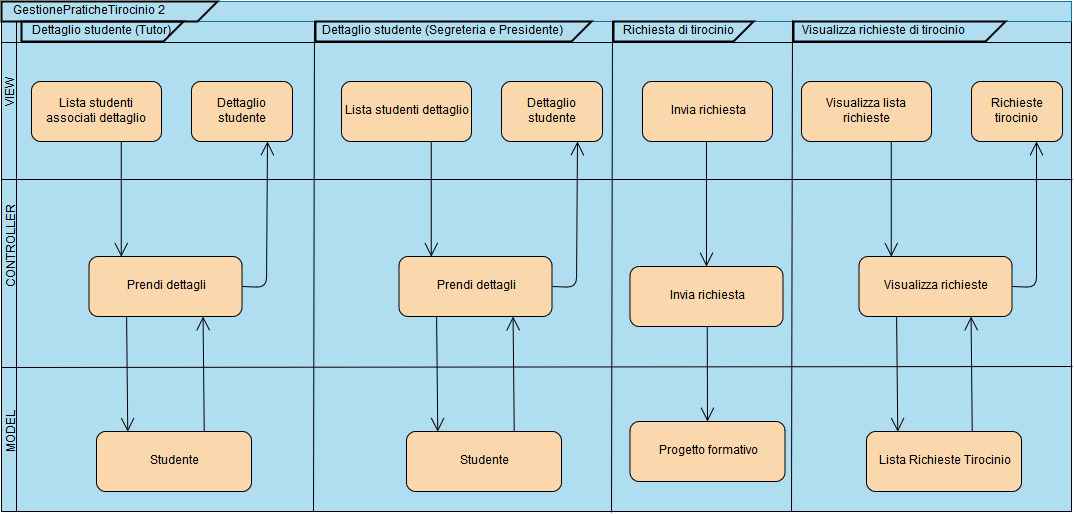 GestionePraticheTirocinio 2
Dettaglio studente (Tutor)
Dettaglio studente (Segreteria e Presidente)
Richiesta di tirocinio
Visualizza richieste di tirocinio
VIEW
Lista studenti
associati dettaglio
Dettaglio
studente
Lista studenti dettaglio
Dettaglio
studente
Invia richiesta
Visualizza lista
richieste
Richieste
tirocinio
CONTROLLER
Prendi dettagli
Prendi dettagli
Invia richiesta
Visualizza richieste
MODEL
Studente
Studente
Progetto formativo
Lista Richieste Tirocinio